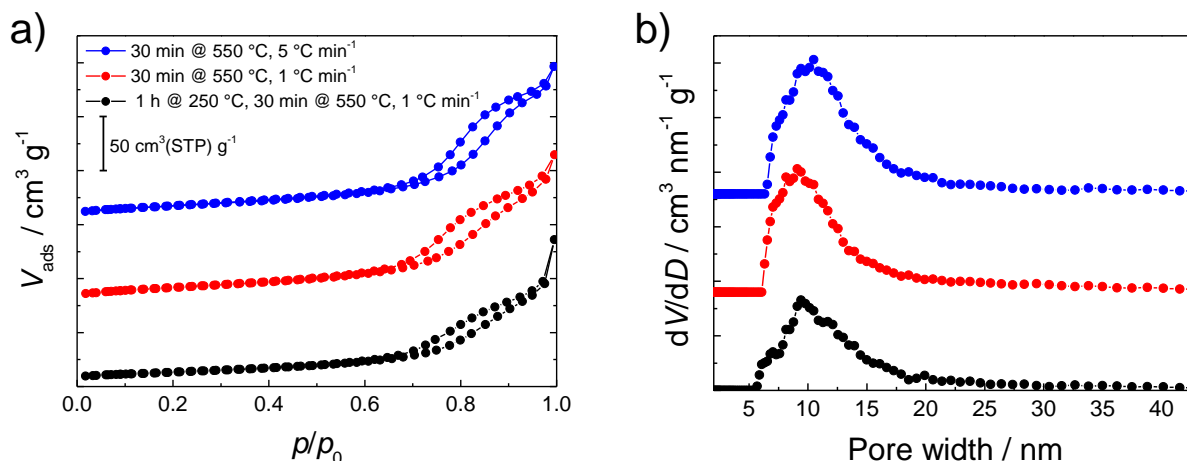 a)
30 min @ 550 °C, 5 °C min⁻¹
30 min @ 550 °C, 1 °C min⁻¹
1 h @ 250 °C, 30 min @ 550 °C, 1 °C min⁻¹
50 cm³(STP) g⁻¹
V_ads / cm³ g⁻¹
0.0 0.2 0.4 0.6 0.8 1.0
p/p₀
b)
dV/dD / cm³ nm⁻¹ g⁻¹
5 10 15 20 25 30 35 40
Pore width / nm